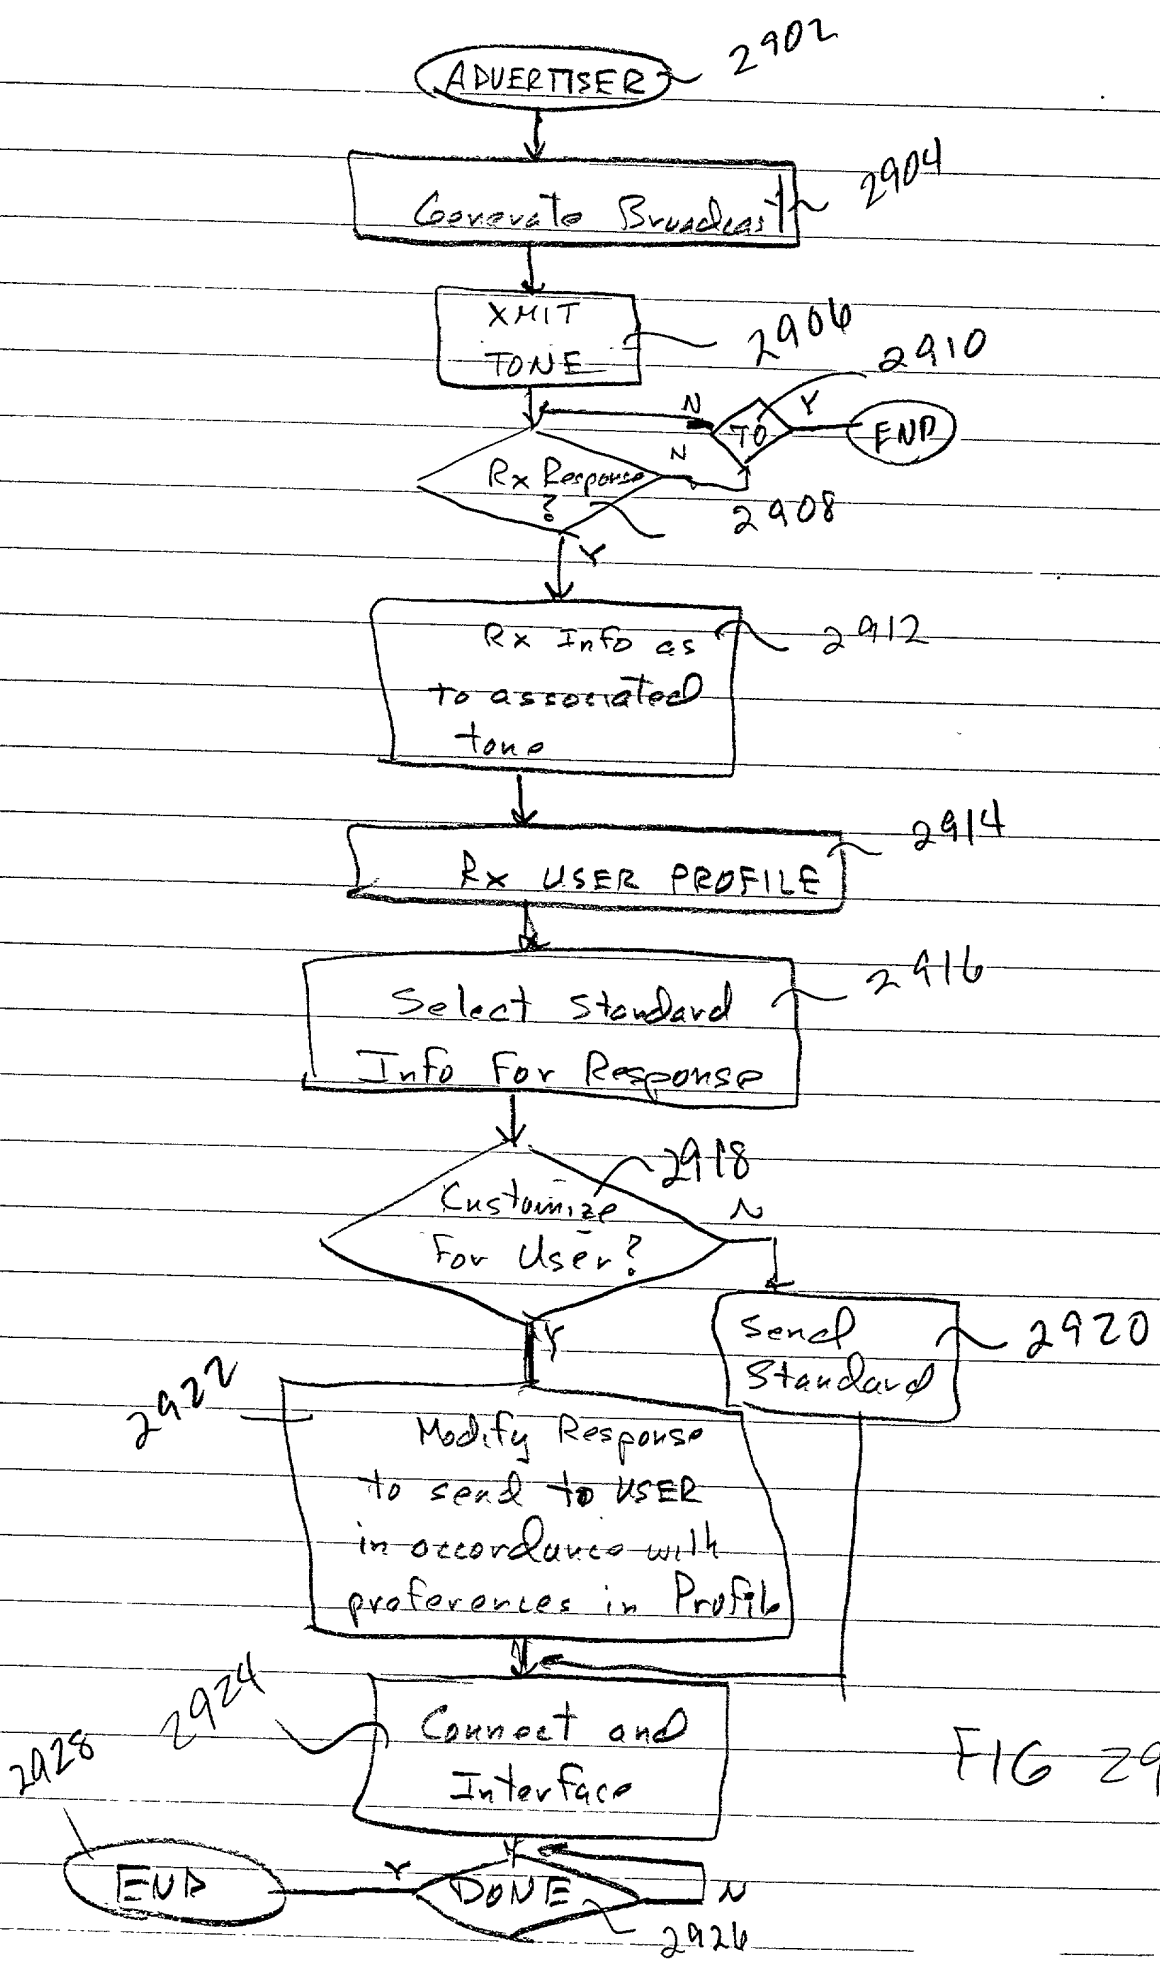 ADVERTISER 2902
Generate Broadcast 2904
XMIT
TONE 2906
2910
N TO Y END
N
Rx Response
? 2908
Y
Rx Info as 2912
to associated
tone
2914
Rx USER PROFILE
2916
Select Standard
Info For Response
2918
Customize N
For User?
Y
Send 2920
Standard
2922
Modify Response
to send to USER
in accordance with
preferences in Profile
2924
Connect and
Interface
FIG 29
2928
END Y DONE N
2926